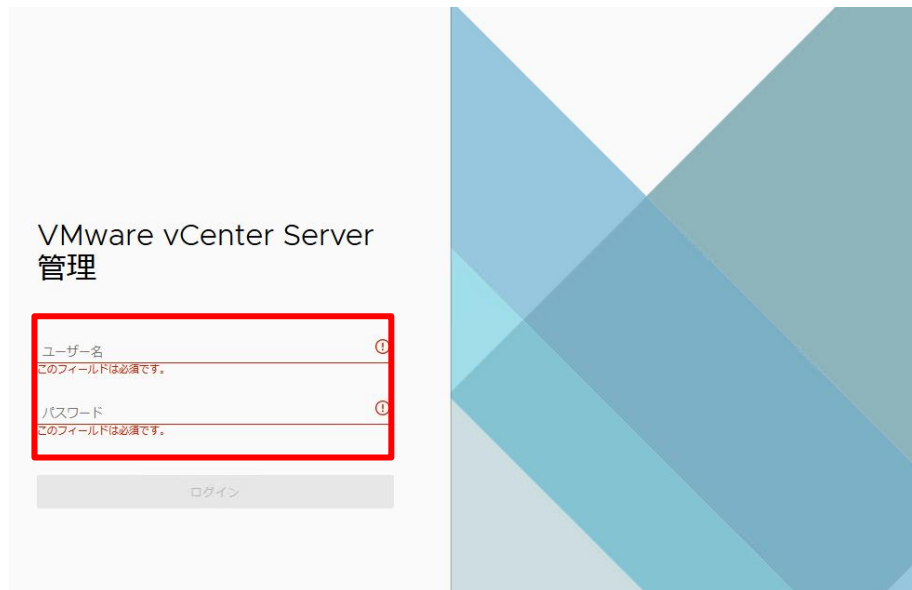 VMware vCenter Server
管理
ユーザー名
このフィールドは必須です。
パスワード
このフィールドは必須です。
ログイン